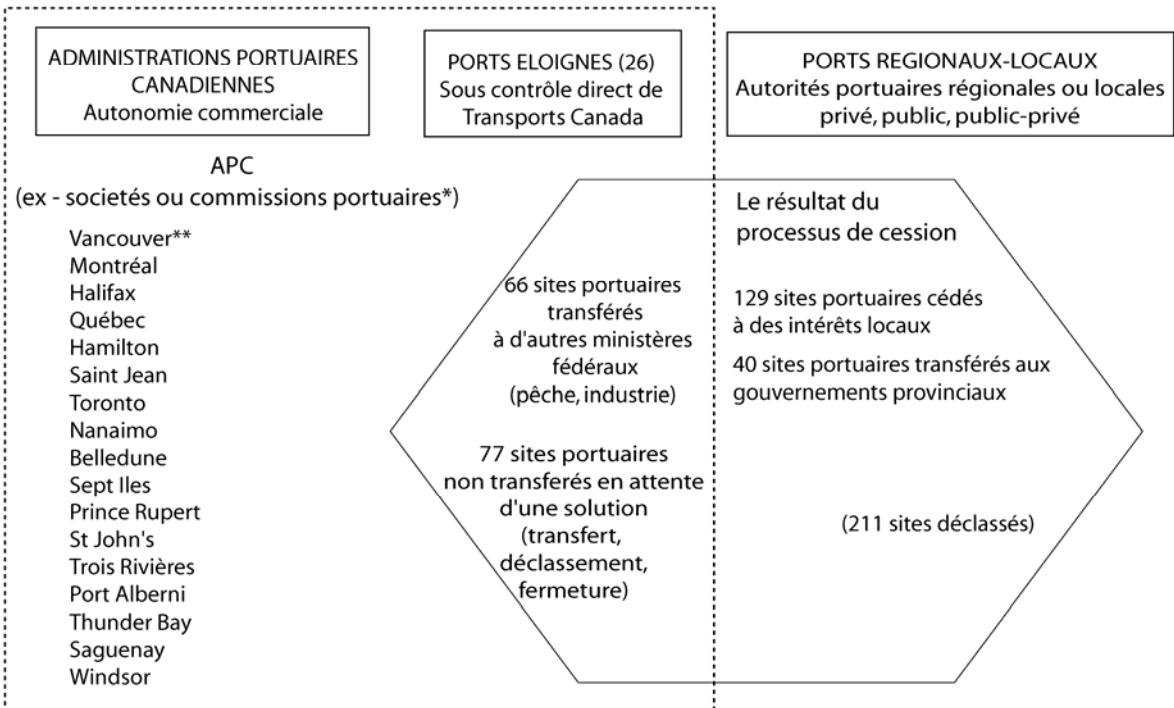 ADMINISTRATIONS PORTUAIRES
CANADIENNES
Autonomie commerciale
PORTS ELOIGNES (26)
Sous contrôle direct de
Transports Canada
PORTS REGIONAUX-LOCAUX
Autorités portuaires régionales ou locales
privé, public, public-privé
APC
(ex - societés ou commissions portuaires*)
Vancouver**
Montréal
Halifax
Québec
Hamilton
Saint Jean
Toronto
Nanaimo
Belledune
Sept Iles
Prince Rupert
St John's
Trois Rivières
Port Alberni
Thunder Bay
Saguenay
Windsor
66 sites portuaires
transférés
à d'autres ministères
fédéraux
(pêche, industrie)
77 sites portuaires
non transferés en attente
d'une solution
(transfert,
déclassement,
fermeture)
Le résultat du
processus de cession
129 sites portuaires cédés
à des intérêts locaux
40 sites portuaires transférés aux
gouvernements provinciaux
(211 sites déclassés)